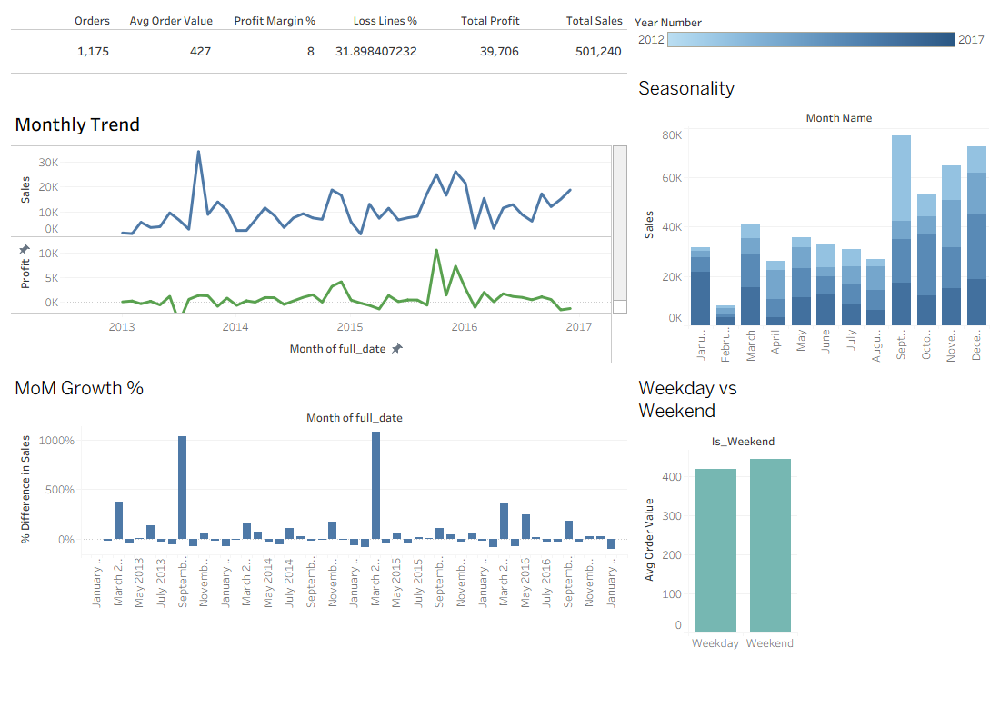 Orders Avg Order Value Profit Margin % Loss Lines % Total Profit Total Sales
1,175 427 8 31.898407232 39,706 501,240
Year Number
2012 2017
Monthly Trend
Sales
30K
20K
10K
0K
Profit
10K
5K
0K
2013 2014 2015 2016 2017
Month of full_date
Seasonality
Month Name
Sales
80K
60K
40K
20K
0K
Janu.. Febru.. March April May June July Augu.. Sept.. Octo.. Nove.. Dece..
MoM Growth %
Month of full_date
% Difference in Sales
1000%
500%
0%
January .. March 2.. May 2013 July 2013 Septemb.. Novemb.. January .. March 2.. May 2014 July 2014 Septemb.. Novemb.. January .. March 2.. May 2015 July 2015 Septemb.. Novemb.. January .. March 2.. May 2016 July 2016 Septemb.. Novemb.. January ..
Weekday vs
Weekend
Is_Weekend
Avg Order Value
400
300
200
100
0
Weekday Weekend